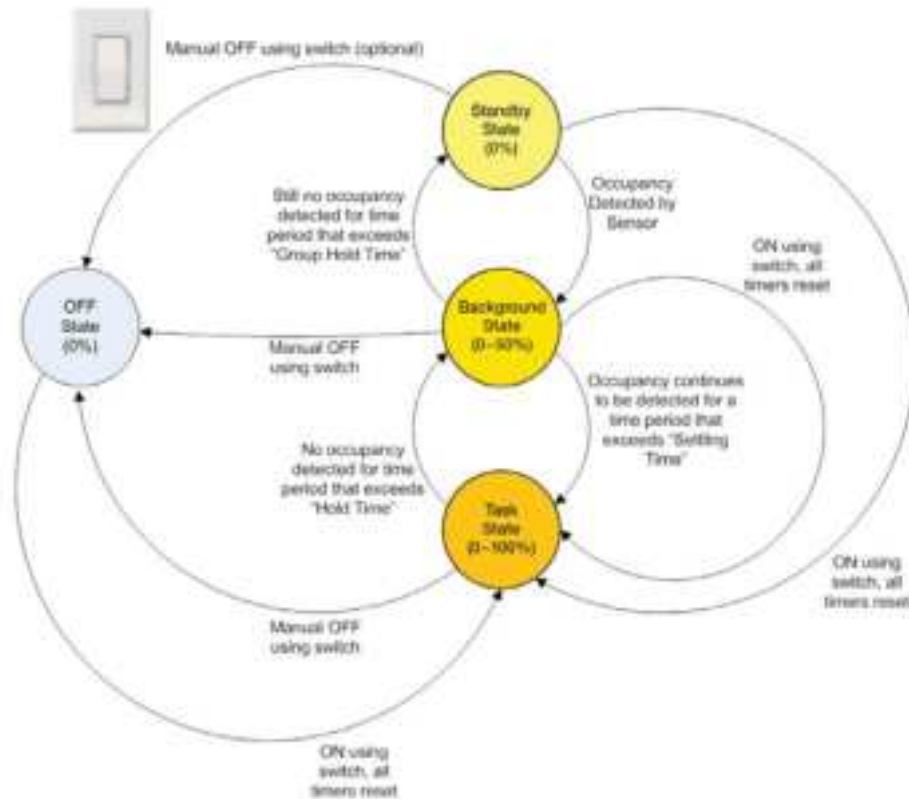 Manual OFF using switch (optional)
Standby
State
(0%)
Still no occupancy
detected for time
period that exceeds
"Group Hold Time"
Occupancy
Detected by
Sensor
ON using
switch, all
timers reset
OFF
State
(0%)
Background
State
(0~50%)
Manual OFF
using switch
Occupancy continues
to be detected for a
time period that
exceeds "Settling
Time"
No occupancy
detected for time
period that exceeds
"Hold Time"
Task
State
(0~100%)
ON using
switch, all
timers reset
Manual OFF
using switch
ON using
switch, all
timers reset